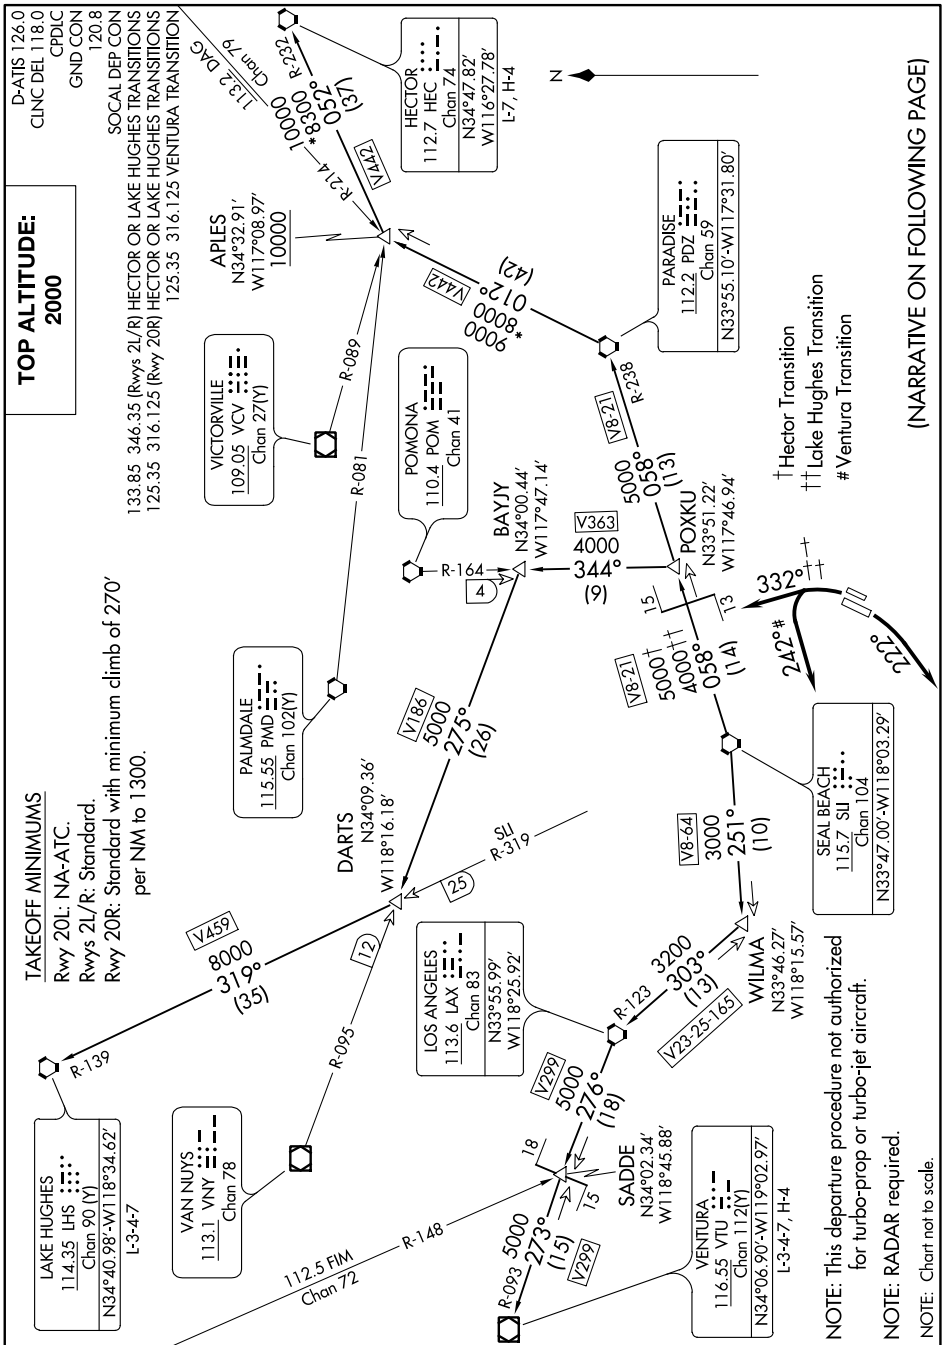 TOP ALTITUDE:
2000
D-ATIS 126.0
CLNC DEL 118.0
CPDLC
GND CON
120.8
SOCAL DEP CON
133.85 346.35 (Rwys 2L/R) HECTOR OR LAKE HUGHES TRANSITIONS
125.35 316.125 (Rwy 20R) HECTOR OR LAKE HUGHES TRANSITIONS
125.35 316.125 VENTURA TRANSITION
TAKEOFF MINIMUMS
Rwy 20L: NA-ATC.
Rwys 2L/R: Standard.
Rwy 20R: Standard with minimum climb of 270'
per NM to 1300.
LAKE HUGHES
114.35 LHS
Chan 90 (Y)
N34°40.98'-W118°34.62'
L-3-4-7
R-139
V459
8000
319°
(35)
VAN NUYS
113.1 VNY
Chan 78
R-095
12
DARTS
N34°09.36'
W118°16.18'
25
SLI
R-319
PALMDALE
115.55 PMD
Chan 102(Y)
R-081
VICTORVILLE
109.05 VCV
Chan 27(Y)
R-089
APLES
N34°32.91'
W117°08.97'
10000
113.2 DAG
Chan 79
R-214
R-232
10000
*8300
052°
(37)
V442
HECTOR
112.7 HEC
Chan 74
N34°47.82'
W116°27.78'
L-7, H-4
N
V186
5000
275°
(26)
POMONA
110.4 POM
Chan 41
R-164
4
BAYJY
N34°00.44'
W117°47.14'
V442
9000
*8000
012°
(42)
PARADISE
112.2 PDZ
Chan 59
N33°55.10'-W117°31.80'
R-238
V8-21
5000
058°
(13)
V363
4000
344°
(9)
POXKU
N33°51.22'
W117°46.94'
15
13
V8-21
5000†
4000††
058°
(14)
332°††
242°#
222°
SEAL BEACH
115.7 SLI
Chan 104
N33°47.00'-W118°03.29'
V8-64
3000
251°
(10)
WILMA
N33°46.27'
W118°15.57'
LOS ANGELES
113.6 LAX
Chan 83
N33°55.99'
W118°25.92'
R-123
3200
303°
(13)
V23-25-165
V299
5000
276°
(18)
18
15
SADDE
N34°02.34'
W118°45.88'
112.5 FIM
Chan 72
R-148
R-093
5000
273°
(15)
V299
VENTURA
116.55 VTU
Chan 112(Y)
N34°06.90'-W119°02.97'
L-3-4-7, H-4
†Hector Transition
††Lake Hughes Transition
#Ventura Transition
NOTE: This departure procedure not authorized
for turbo-prop or turbo-jet aircraft.
NOTE: RADAR required.
NOTE: Chart not to scale.
(NARRATIVE ON FOLLOWING PAGE)